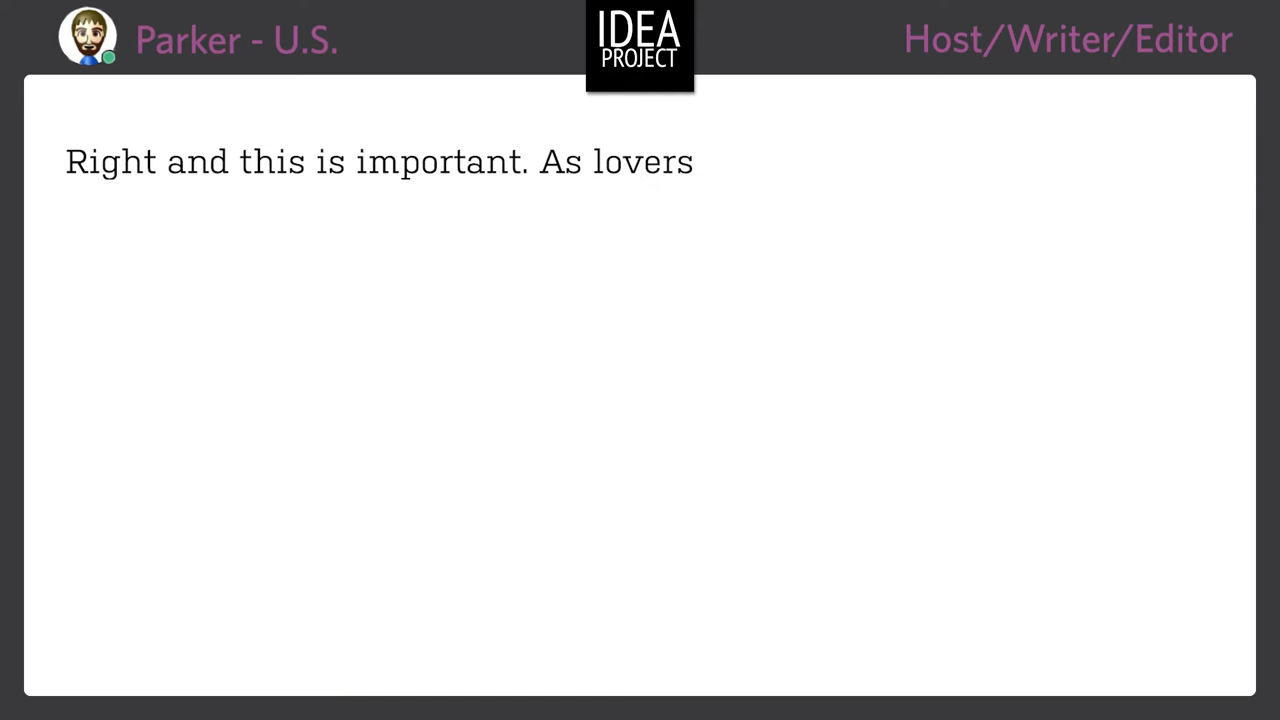 Parker - U.S.
IDEA
PROJECT
Host/Writer/Editor
Right and this is important. As lovers